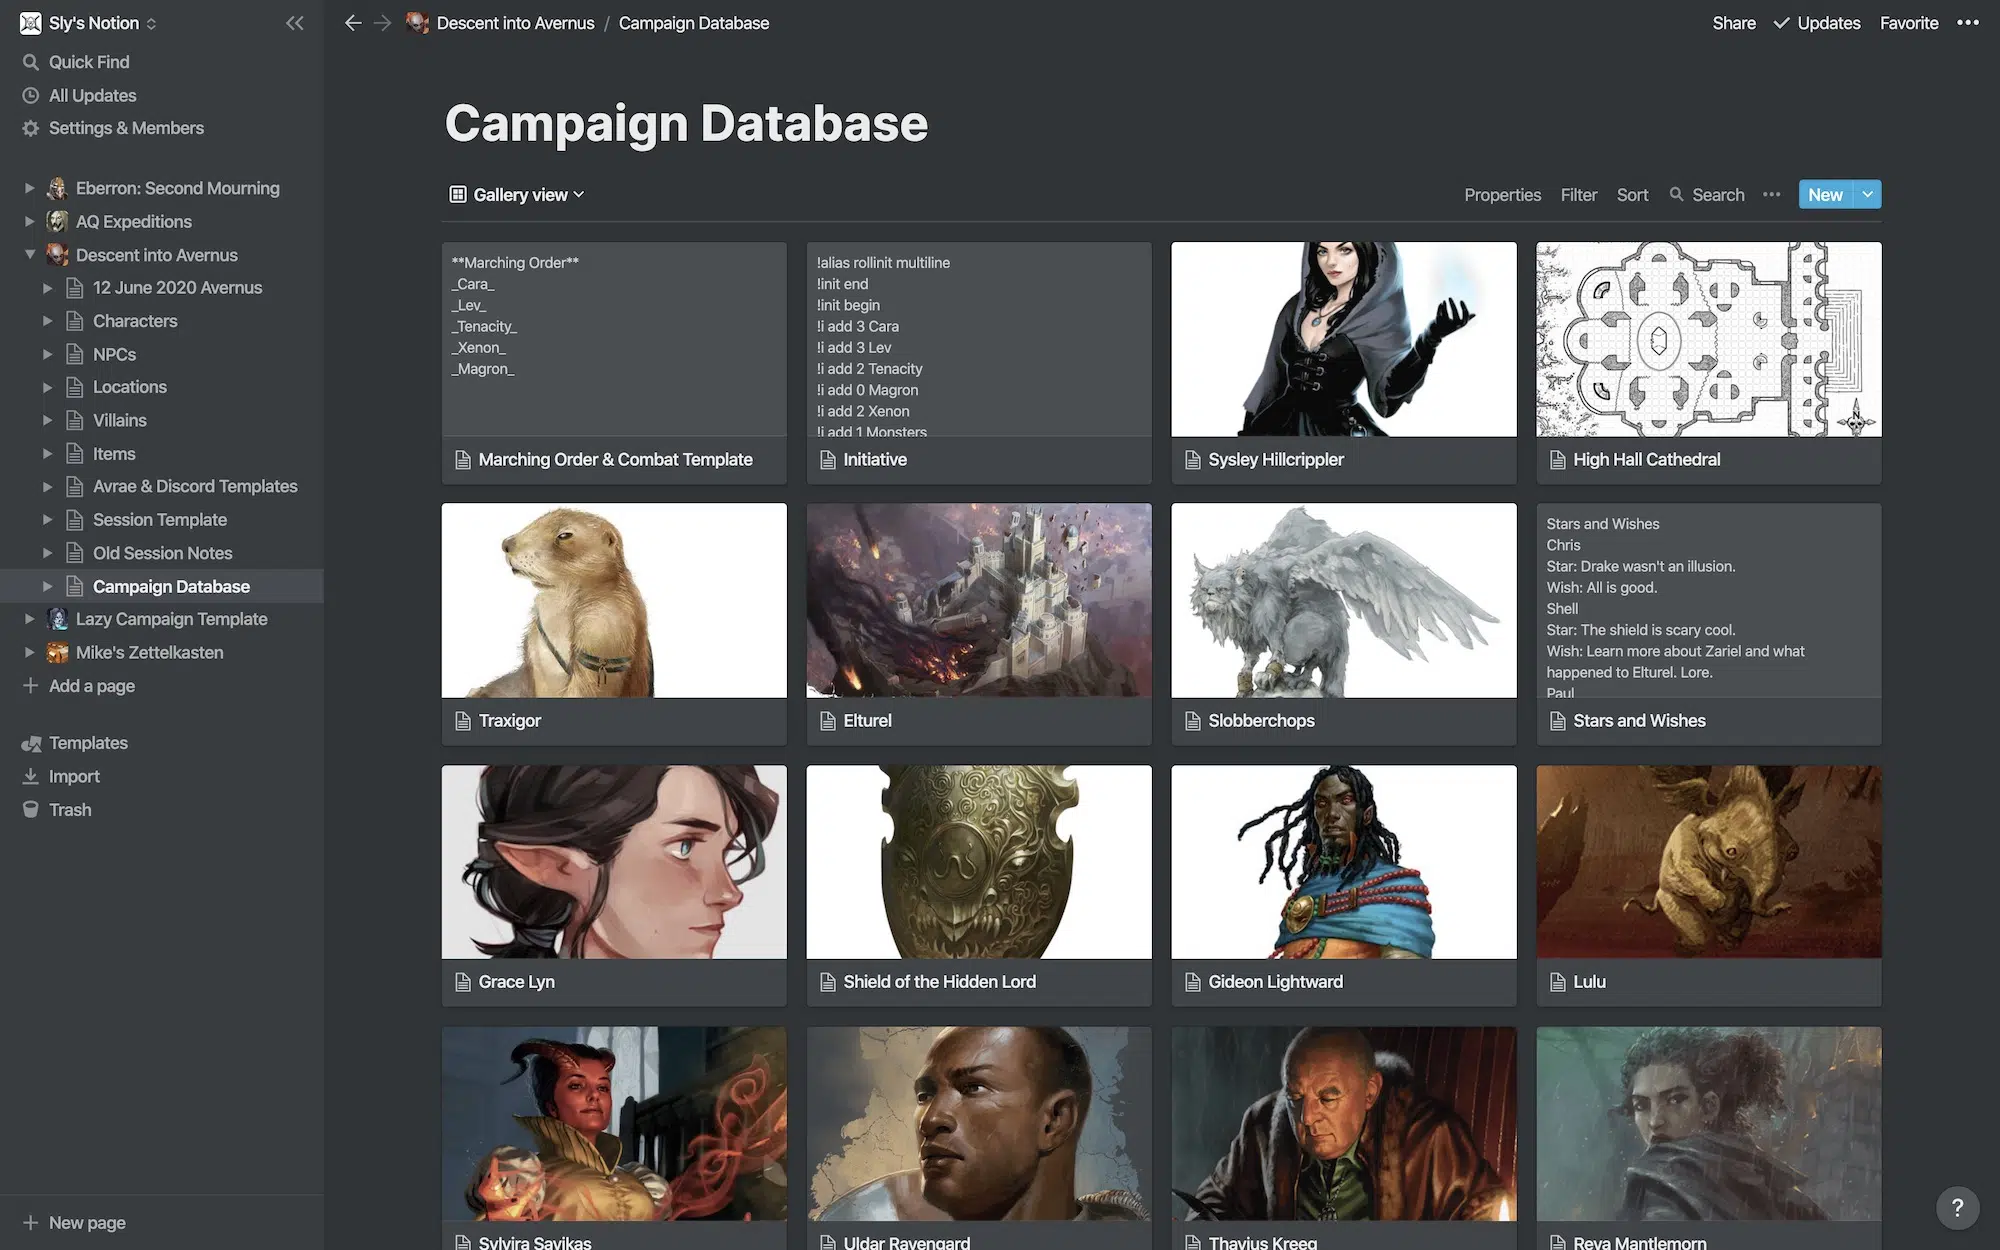 Sly's Notion
Quick Find
All Updates
Settings & Members
Eberron: Second Mourning
AQ Expeditions
Descent into Avernus
12 June 2020 Avernus
Characters
NPCs
Locations
Villains
Items
Avrae & Discord Templates
Session Template
Old Session Notes
Campaign Database
Lazy Campaign Template
Mike's Zettelkasten
Add a page
Templates
Import
Trash
New page
Descent into Avernus / Campaign Database
Share Updates Favorite
Campaign Database
Gallery view
Properties Filter Sort Search New
**Marching Order**
_Cara_
_Lev_
_Tenacity_
_Xenon_
_Magron_
Marching Order & Combat Template
!alias rollinit multiline
!init end
!init begin
!i add 3 Cara
!i add 3 Lev
!i add 2 Tenacity
!i add 0 Magron
!i add 2 Xenon
!i add 1 Monsters
Initiative
Sysley Hillcrippler
N
High Hall Cathedral
Traxigor
Elturel
Slobberchops
Stars and Wishes
Chris
Star: Drake wasn't an illusion.
Wish: All is good.
Shell
Star: The shield is scary cool.
Wish: Learn more about Zariel and what
happened to Elturel. Lore.
Paul
Stars and Wishes
Grace Lyn
Shield of the Hidden Lord
Gideon Lightward
Lulu
Sylvira Savikas
Uldar Ravengard
Thavius Kreeg
Reya Mantlemorn
?